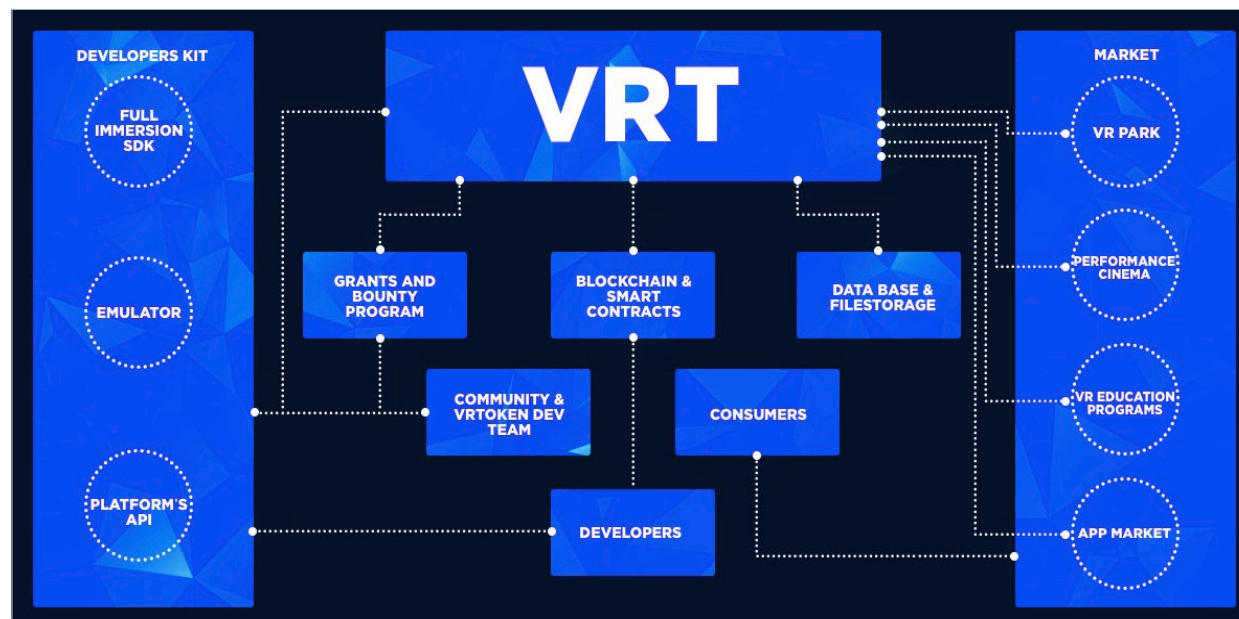 DEVELOPERS KIT
FULL
IMMERSION
SDK
EMULATOR
PLATFORM'S
API
VRT
GRANTS AND
BOUNTY
PROGRAM
BLOCKCHAIN &
SMART
CONTRACTS
DATA BASE &
FILESTORAGE
COMMUNITY &
VRTOKEN DEV
TEAM
CONSUMERS
DEVELOPERS
MARKET
VR PARK
PERFORMANCE
CINEMA
VR EDUCATION
PROGRAMS
APP MARKET